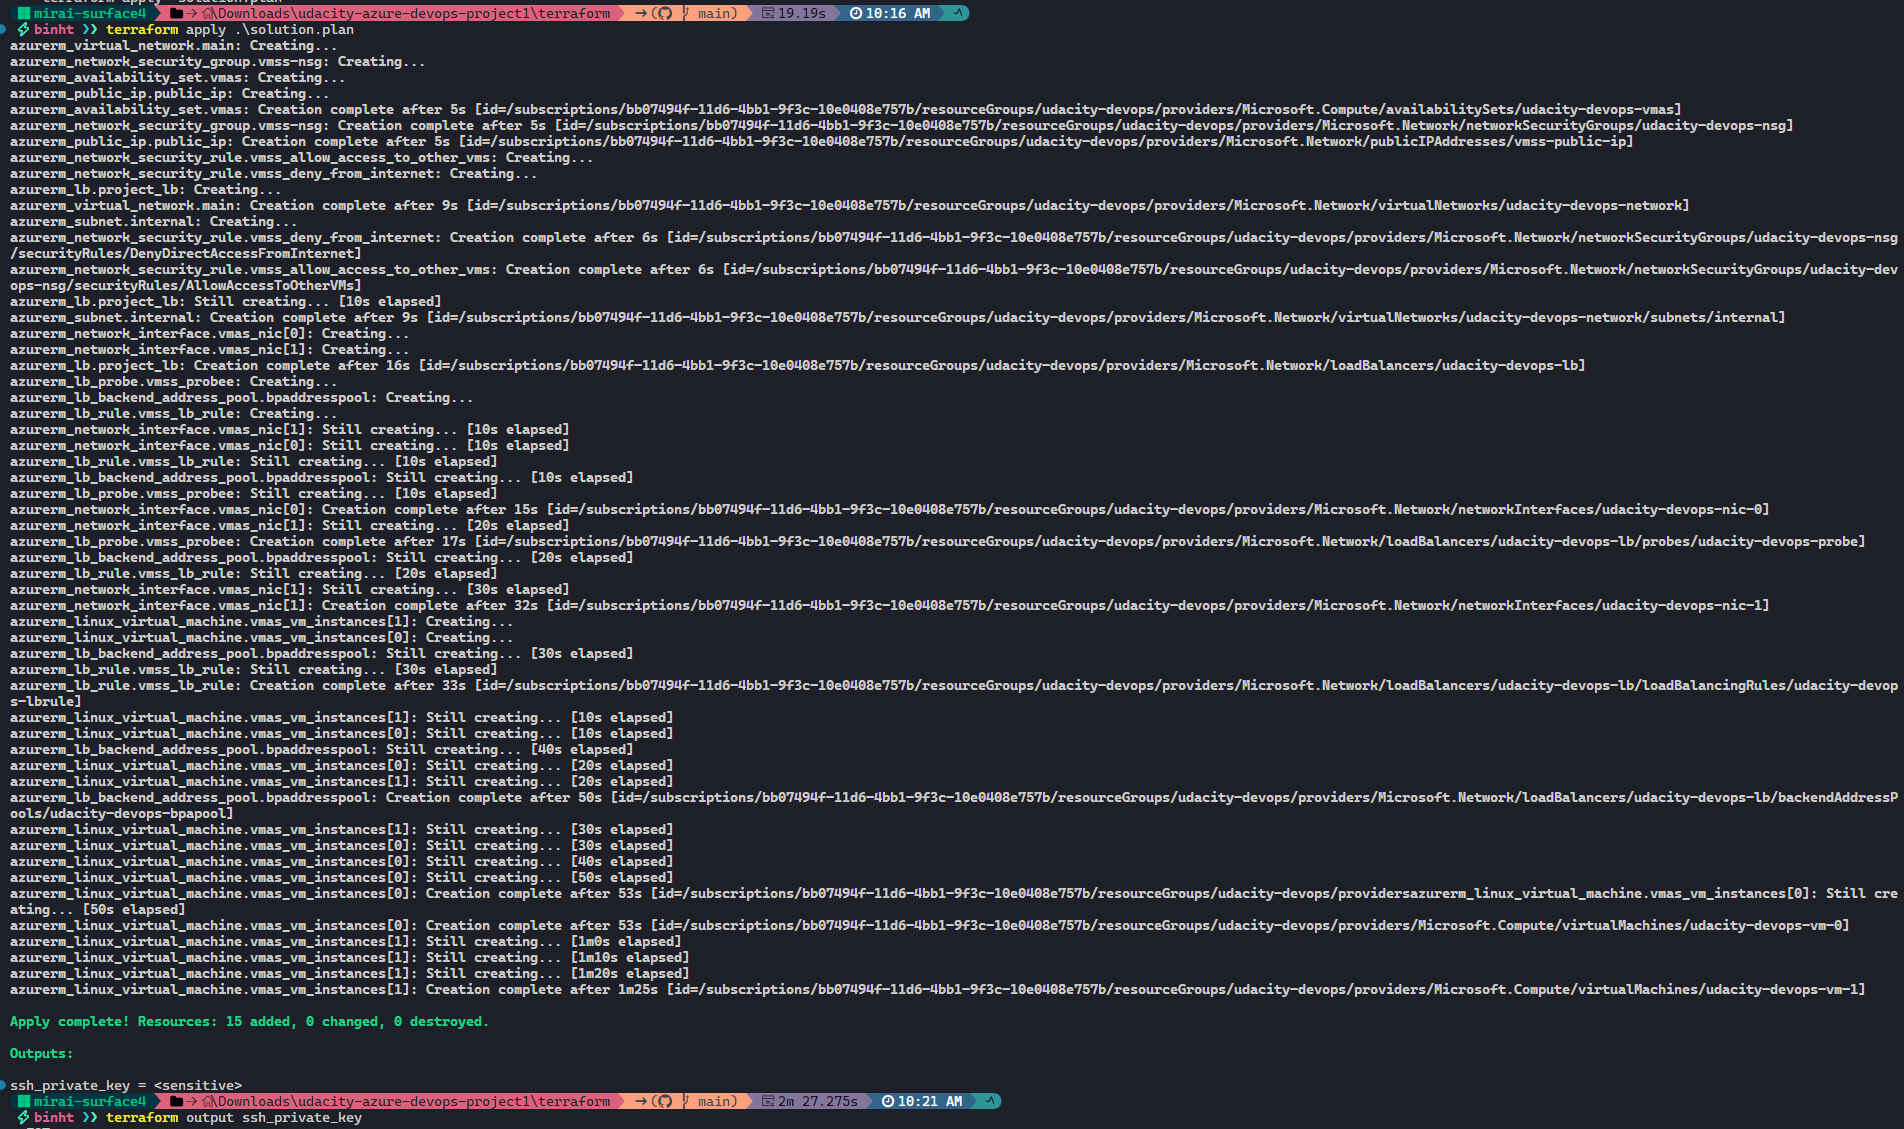 mirai-surface4 → \Downloads\udacity-azure-devops-project1\terraform → ( main) 19.19s 10:16 AM
binht ❯❯ terraform apply .\solution.plan
azurerm_virtual_network.main: Creating...
azurerm_network_security_group.vmss-nsg: Creating...
azurerm_availability_set.vmas: Creating...
azurerm_public_ip.public_ip: Creating...
azurerm_availability_set.vmas: Creation complete after 5s [id=/subscriptions/bb07494f-11d6-4bb1-9f3c-10e0408e757b/resourceGroups/udacity-devops/providers/Microsoft.Compute/availabilitySets/udacity-devops-vmas]
azurerm_network_security_group.vmss-nsg: Creation complete after 5s [id=/subscriptions/bb07494f-11d6-4bb1-9f3c-10e0408e757b/resourceGroups/udacity-devops/providers/Microsoft.Network/networkSecurityGroups/udacity-devops-nsg]
azurerm_public_ip.public_ip: Creation complete after 5s [id=/subscriptions/bb07494f-11d6-4bb1-9f3c-10e0408e757b/resourceGroups/udacity-devops/providers/Microsoft.Network/publicIPAddresses/vmss-public-ip]
azurerm_network_security_rule.vmss_allow_access_to_other_vms: Creating...
azurerm_network_security_rule.vmss_deny_from_internet: Creating...
azurerm_lb.project_lb: Creating...
azurerm_virtual_network.main: Creation complete after 9s [id=/subscriptions/bb07494f-11d6-4bb1-9f3c-10e0408e757b/resourceGroups/udacity-devops/providers/Microsoft.Network/virtualNetworks/udacity-devops-network]
azurerm_subnet.internal: Creating...
azurerm_network_security_rule.vmss_deny_from_internet: Creation complete after 6s [id=/subscriptions/bb07494f-11d6-4bb1-9f3c-10e0408e757b/resourceGroups/udacity-devops/providers/Microsoft.Network/networkSecurityGroups/udacity-devops-nsg
/securityRules/DenyDirectAccessFromInternet]
azurerm_network_security_rule.vmss_allow_access_to_other_vms: Creation complete after 6s [id=/subscriptions/bb07494f-11d6-4bb1-9f3c-10e0408e757b/resourceGroups/udacity-devops/providers/Microsoft.Network/networkSecurityGroups/udacity-dev
ops-nsg/securityRules/AllowAccessToOtherVMs]
azurerm_lb.project_lb: Still creating... [10s elapsed]
azurerm_subnet.internal: Creation complete after 9s [id=/subscriptions/bb07494f-11d6-4bb1-9f3c-10e0408e757b/resourceGroups/udacity-devops/providers/Microsoft.Network/virtualNetworks/udacity-devops-network/subnets/internal]
azurerm_network_interface.vmas_nic[0]: Creating...
azurerm_network_interface.vmas_nic[1]: Creating...
azurerm_lb.project_lb: Creation complete after 16s [id=/subscriptions/bb07494f-11d6-4bb1-9f3c-10e0408e757b/resourceGroups/udacity-devops/providers/Microsoft.Network/loadBalancers/udacity-devops-lb]
azurerm_lb_probe.vmss_probee: Creating...
azurerm_lb_backend_address_pool.bpaddresspool: Creating...
azurerm_lb_rule.vmss_lb_rule: Creating...
azurerm_network_interface.vmas_nic[1]: Still creating... [10s elapsed]
azurerm_network_interface.vmas_nic[0]: Still creating... [10s elapsed]
azurerm_lb_rule.vmss_lb_rule: Still creating... [10s elapsed]
azurerm_lb_backend_address_pool.bpaddresspool: Still creating... [10s elapsed]
azurerm_lb_probe.vmss_probee: Still creating... [10s elapsed]
azurerm_network_interface.vmas_nic[0]: Creation complete after 15s [id=/subscriptions/bb07494f-11d6-4bb1-9f3c-10e0408e757b/resourceGroups/udacity-devops/providers/Microsoft.Network/networkInterfaces/udacity-devops-nic-0]
azurerm_network_interface.vmas_nic[1]: Still creating... [20s elapsed]
azurerm_lb_probe.vmss_probee: Creation complete after 17s [id=/subscriptions/bb07494f-11d6-4bb1-9f3c-10e0408e757b/resourceGroups/udacity-devops/providers/Microsoft.Network/loadBalancers/udacity-devops-lb/probes/udacity-devops-probe]
azurerm_lb_backend_address_pool.bpaddresspool: Still creating... [20s elapsed]
azurerm_lb_rule.vmss_lb_rule: Still creating... [20s elapsed]
azurerm_network_interface.vmas_nic[1]: Still creating... [30s elapsed]
azurerm_network_interface.vmas_nic[1]: Creation complete after 32s [id=/subscriptions/bb07494f-11d6-4bb1-9f3c-10e0408e757b/resourceGroups/udacity-devops/providers/Microsoft.Network/networkInterfaces/udacity-devops-nic-1]
azurerm_linux_virtual_machine.vmas_vm_instances[1]: Creating...
azurerm_linux_virtual_machine.vmas_vm_instances[0]: Creating...
azurerm_lb_backend_address_pool.bpaddresspool: Still creating... [30s elapsed]
azurerm_lb_rule.vmss_lb_rule: Still creating... [30s elapsed]
azurerm_lb_rule.vmss_lb_rule: Creation complete after 33s [id=/subscriptions/bb07494f-11d6-4bb1-9f3c-10e0408e757b/resourceGroups/udacity-devops/providers/Microsoft.Network/loadBalancers/udacity-devops-lb/loadBalancingRules/udacity-devop
s-lbrule]
azurerm_linux_virtual_machine.vmas_vm_instances[1]: Still creating... [10s elapsed]
azurerm_linux_virtual_machine.vmas_vm_instances[0]: Still creating... [10s elapsed]
azurerm_lb_backend_address_pool.bpaddresspool: Still creating... [40s elapsed]
azurerm_linux_virtual_machine.vmas_vm_instances[0]: Still creating... [20s elapsed]
azurerm_linux_virtual_machine.vmas_vm_instances[1]: Still creating... [20s elapsed]
azurerm_lb_backend_address_pool.bpaddresspool: Creation complete after 50s [id=/subscriptions/bb07494f-11d6-4bb1-9f3c-10e0408e757b/resourceGroups/udacity-devops/providers/Microsoft.Network/loadBalancers/udacity-devops-lb/backendAddressP
ools/udacity-devops-bpapool]
azurerm_linux_virtual_machine.vmas_vm_instances[1]: Still creating... [30s elapsed]
azurerm_linux_virtual_machine.vmas_vm_instances[0]: Still creating... [30s elapsed]
azurerm_linux_virtual_machine.vmas_vm_instances[0]: Still creating... [40s elapsed]
azurerm_linux_virtual_machine.vmas_vm_instances[0]: Still creating... [50s elapsed]
azurerm_linux_virtual_machine.vmas_vm_instances[0]: Creation complete after 53s [id=/subscriptions/bb07494f-11d6-4bb1-9f3c-10e0408e757b/resourceGroups/udacity-devops/providersazurerm_linux_virtual_machine.vmas_vm_instances[0]: Still cre
ating... [50s elapsed]
azurerm_linux_virtual_machine.vmas_vm_instances[0]: Creation complete after 53s [id=/subscriptions/bb07494f-11d6-4bb1-9f3c-10e0408e757b/resourceGroups/udacity-devops/providers/Microsoft.Compute/virtualMachines/udacity-devops-vm-0]
azurerm_linux_virtual_machine.vmas_vm_instances[1]: Still creating... [1m0s elapsed]
azurerm_linux_virtual_machine.vmas_vm_instances[1]: Still creating... [1m10s elapsed]
azurerm_linux_virtual_machine.vmas_vm_instances[1]: Still creating... [1m20s elapsed]
azurerm_linux_virtual_machine.vmas_vm_instances[1]: Creation complete after 1m25s [id=/subscriptions/bb07494f-11d6-4bb1-9f3c-10e0408e757b/resourceGroups/udacity-devops/providers/Microsoft.Compute/virtualMachines/udacity-devops-vm-1]
Apply complete! Resources: 15 added, 0 changed, 0 destroyed.
Outputs:
ssh_private_key = <sensitive>
mirai-surface4 → \Downloads\udacity-azure-devops-project1\terraform → ( main) 2m 27.275s 10:21 AM
binht ❯❯ terraform output ssh_private_key